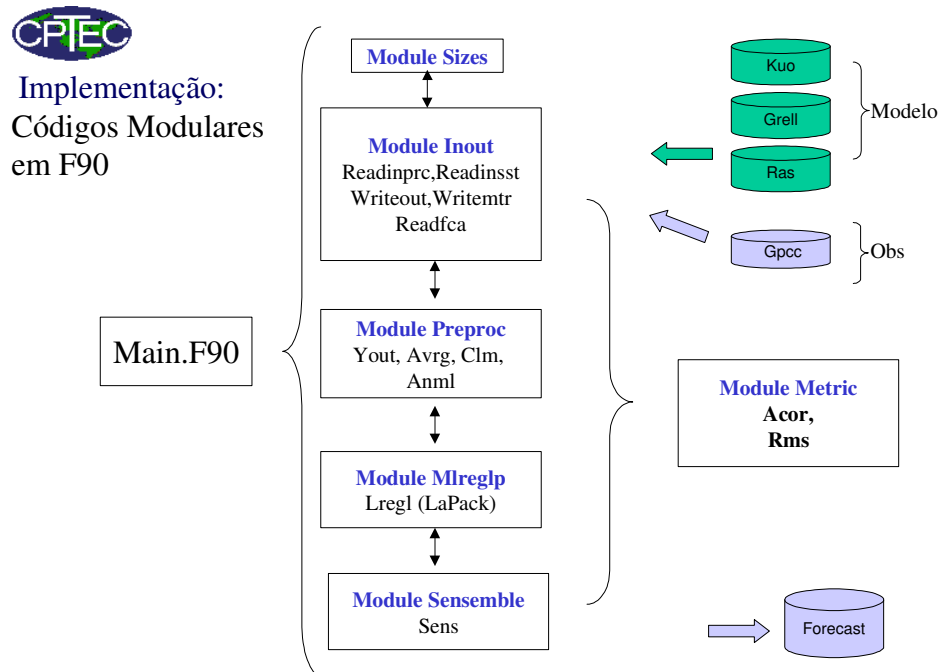 CPTEC
Implementação:
Códigos Modulares
em F90
Main.F90
Module Sizes
Module Inout
Readinprc,Readinsst
Writeout,Writemtr
Readfca
Module Preproc
Yout, Avrg, Clm,
Anml
Module Mlreglp
Lregl (LaPack)
Module Sensemble
Sens
Kuo
Grell
Ras
Modelo
Gpcc
Obs
Module Metric
Acor,
Rms
Forecast